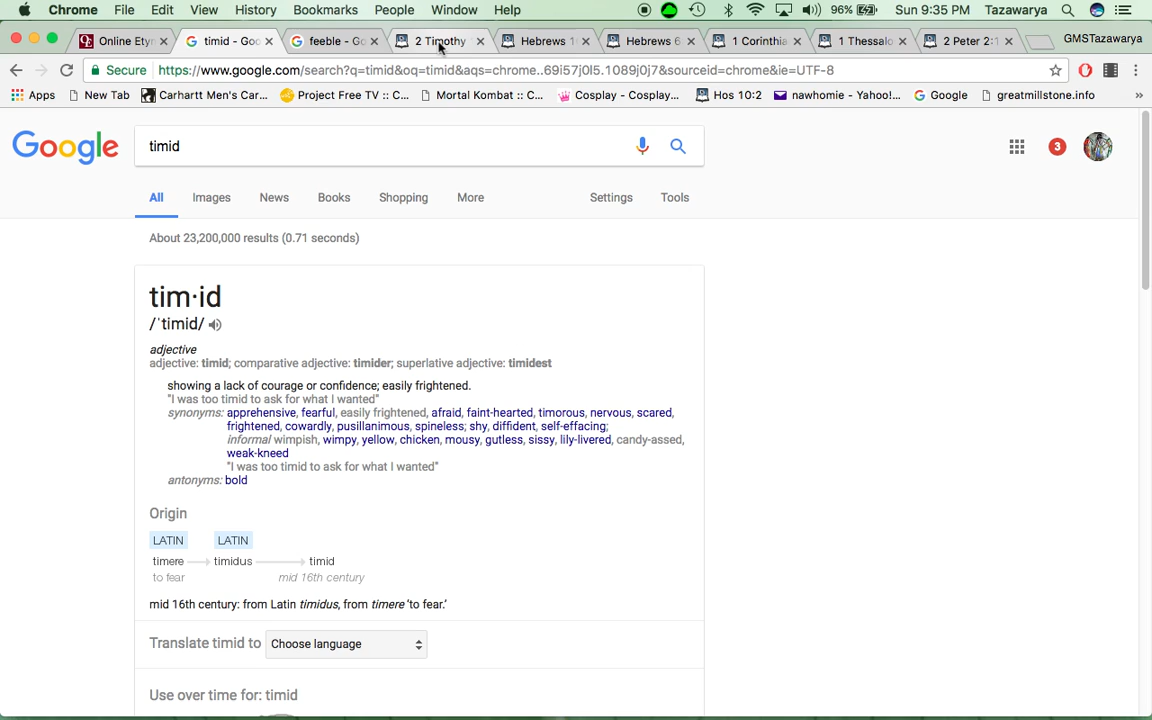 Chrome File Edit View History Bookmarks People Window Help 96% Sun 9:35 PM Tazawarya
Online Ety timid - Goo feeble - Go 2 Timothy Hebrews 1 Hebrews 6 1 Corinthia 1 Thessalo 2 Peter 2:1 GMSTazawarya
Secure https://www.google.com/search?q=timid&oq=timid&aqs=chrome..69i57j0l5.1089j0j7&sourceid=chrome&ie=UTF-8
Apps New Tab Carhartt Men's Car... Project Free TV :: C... Mortal Kombat :: C... Cosplay - Cosplay... Hos 10:2 nawhomie - Yahoo!... Google greatmillstone.info »
Google timid 3
All Images News Books Shopping More Settings Tools
About 23,200,000 results (0.71 seconds)
tim·id
/ˈtimid/
adjective
adjective: timid; comparative adjective: timider; superlative adjective: timidest
showing a lack of courage or confidence; easily frightened.
"I was too timid to ask for what I wanted"
synonyms: apprehensive, fearful, easily frightened, afraid, faint-hearted, timorous, nervous, scared,
frightened, cowardly, pusillanimous, spineless; shy, diffident, self-effacing;
informal wimpish, wimpy, yellow, chicken, mousy, gutless, sissy, lily-livered, candy-assed,
weak-kneed
"I was too timid to ask for what I wanted"
antonyms: bold
Origin
LATIN LATIN
timere timidus timid
to fear mid 16th century
mid 16th century: from Latin timidus, from timere 'to fear.'
Translate timid to Choose language
Use over time for: timid